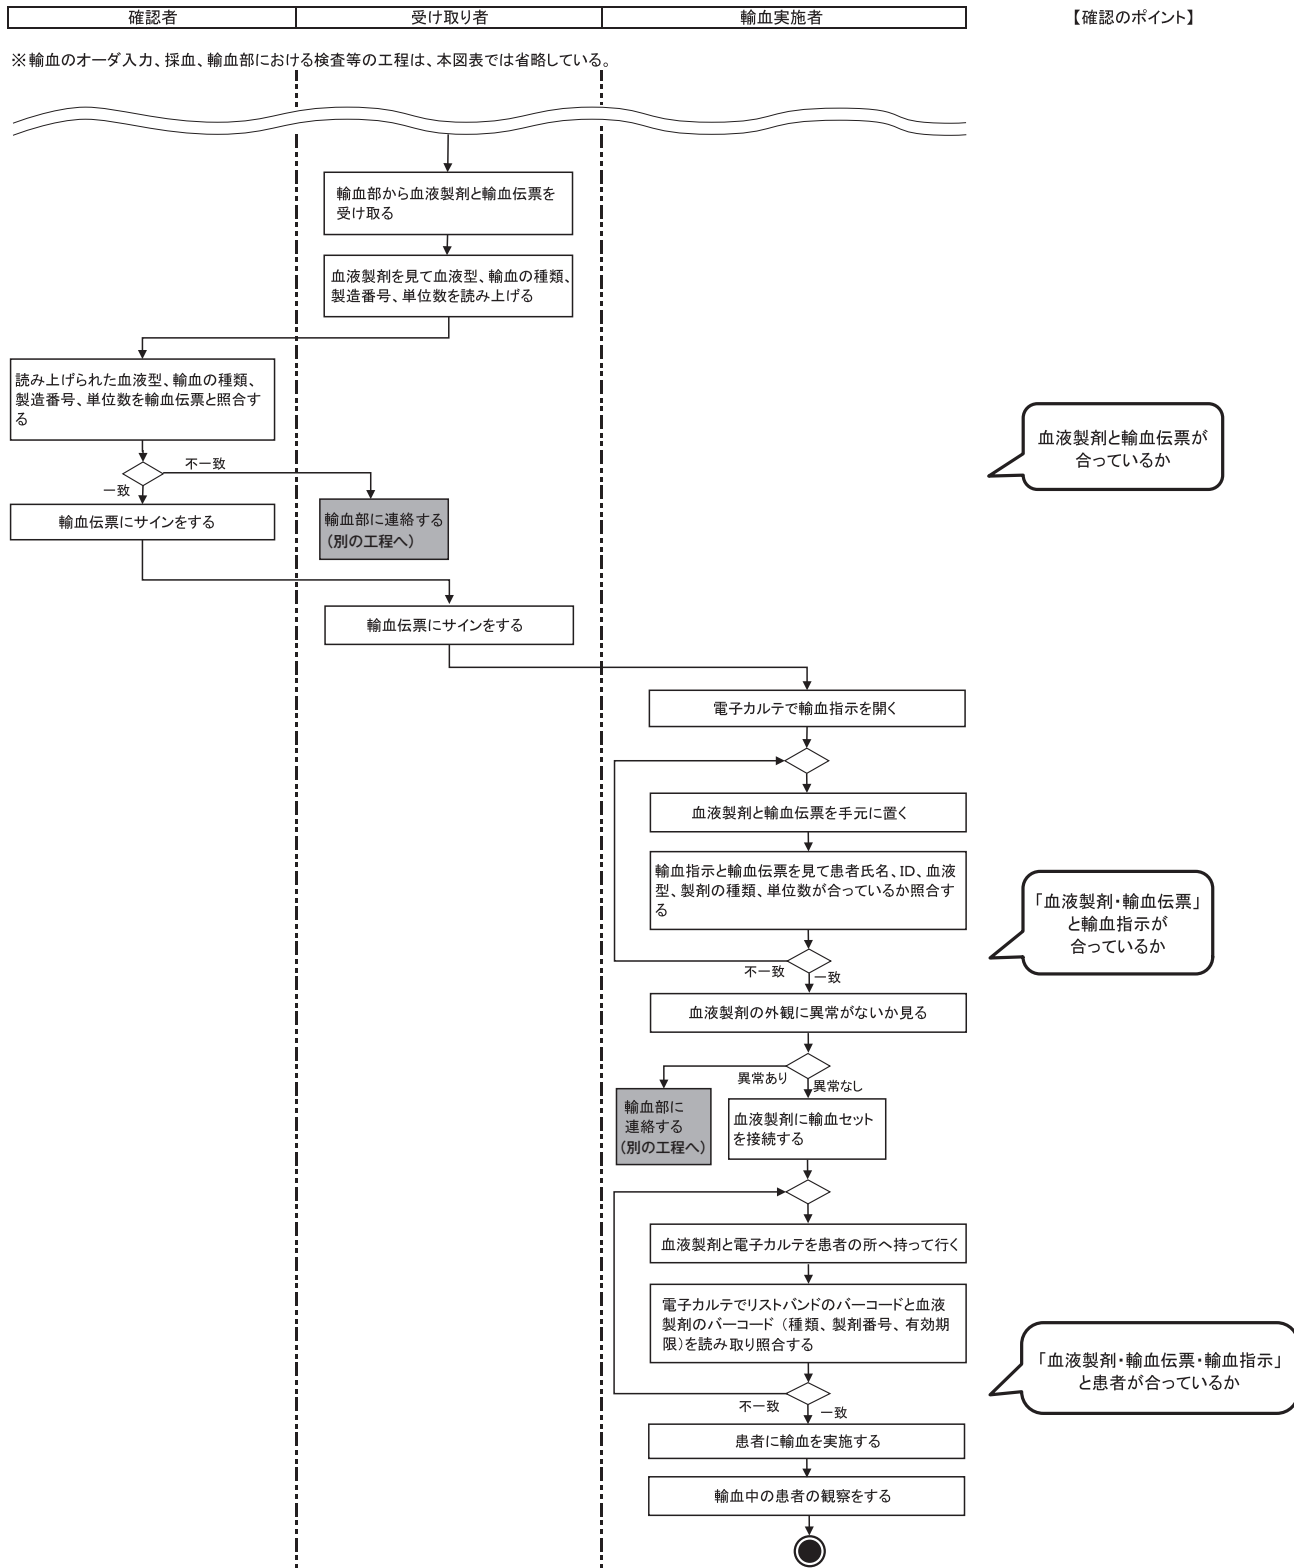 確認者
受け取り者
輸血実施者
【確認のポイント】
※輸血のオーダ入力、採血、輸血部における検査等の工程は、本図表では省略している。
輸血部から血液製剤と輸血伝票を
受け取る
血液製剤を見て血液型、輸血の種類、
製造番号、単位数を読み上げる
読み上げられた血液型、輸血の種類、
製造番号、単位数を輸血伝票と照合す
る
血液製剤と輸血伝票が
合っているか
不一致
一致
輸血伝票にサインをする
輸血部に連絡する
(別の工程へ)
輸血伝票にサインをする
電子カルテで輸血指示を開く
血液製剤と輸血伝票を手元に置く
輸血指示と輸血伝票を見て患者氏名、ID、血液
型、製剤の種類、単位数が合っているか照合す
る
「血液製剤・輸血伝票」
と輸血指示が
合っているか
不一致
一致
血液製剤の外観に異常がないか見る
異常あり
異常なし
輸血部に
連絡する
(別の工程へ)
血液製剤に輸血セット
を接続する
血液製剤と電子カルテを患者の所へ持って行く
電子カルテでリストバンドのバーコードと血液
製剤のバーコード（種類、製剤番号、有効期
限)を読み取り照合する
「血液製剤・輸血伝票・輸血指示」
と患者が合っているか
不一致
一致
患者に輸血を実施する
輸血中の患者の観察をする